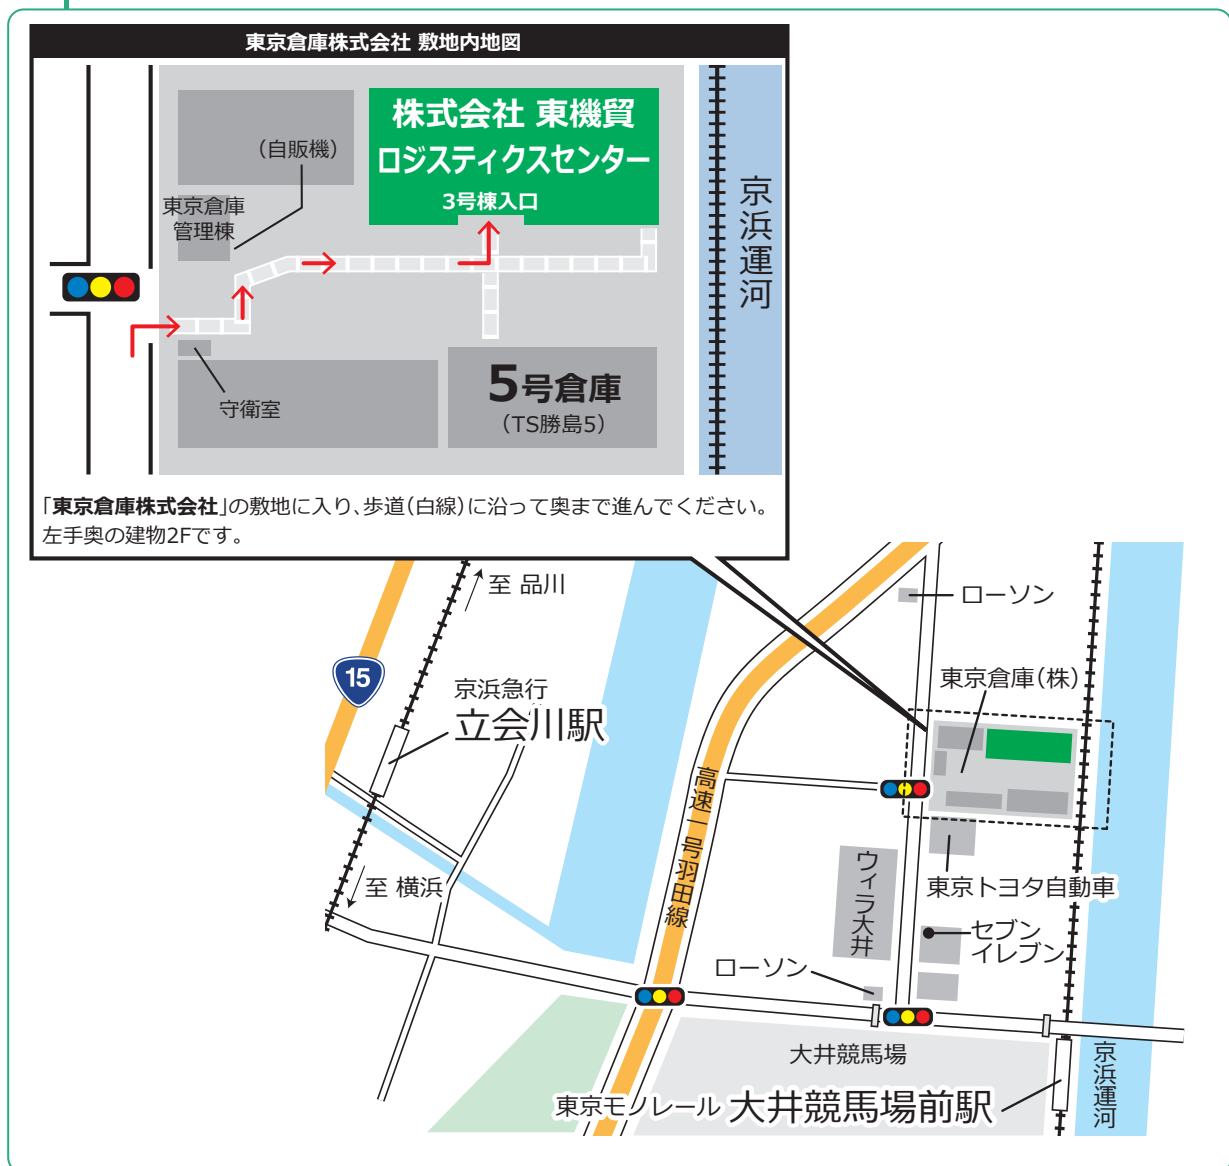 東京倉庫株式会社 敷地内地図
株式会社 東機貿
ロジスティクスセンター
3号棟入口
(自販機)
東京倉庫
管理棟
京浜運河
守衛室
5号倉庫
(TS勝島5)
「東京倉庫株式会社」の敷地に入り、歩道(白線)に沿って奥まで進んでください。
左手奥の建物2Fです。
至 品川
ローソン
15
京浜急行
立会川駅
東京倉庫(株)
高速一号羽田線
至 横浜
ウィラ大井
東京トヨタ自動車
セブン
イレブン
ローソン
大井競馬場
京浜運河
東京モノレール 大井競馬場前駅